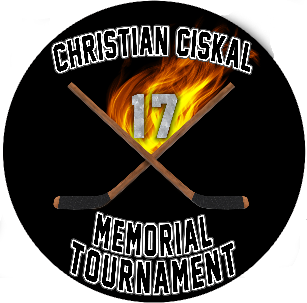 CHRISTIAN CISKAL
17
MEMORIAL
TOURNAMENT